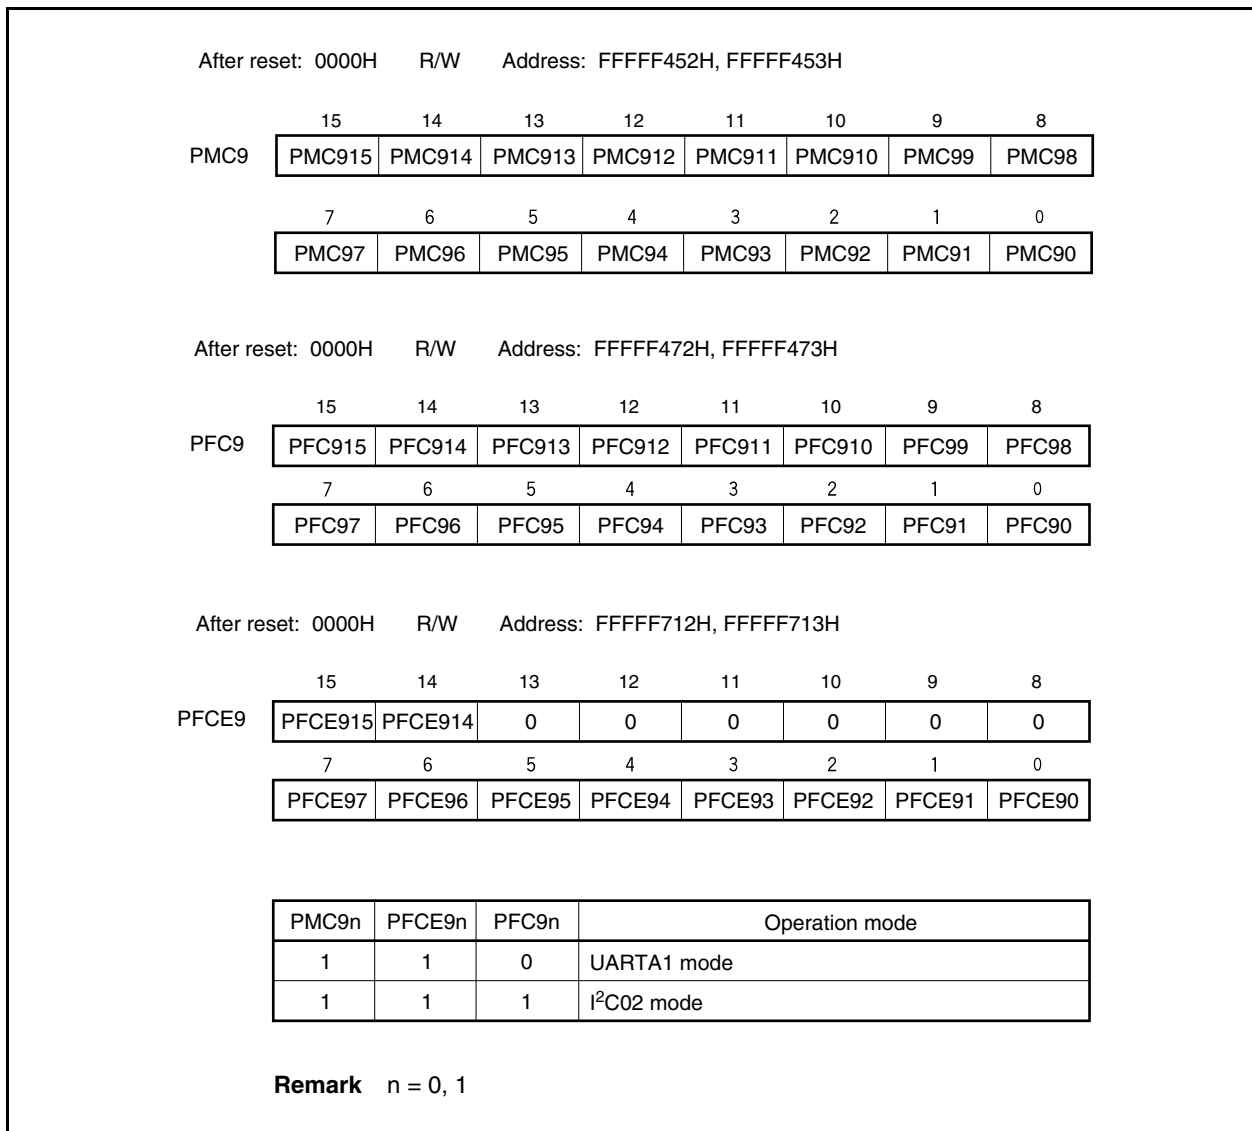 After reset: 0000H R/W Address: FFFFF452H, FFFFF453H
15 14 13 12 11 10 9 8
PMC9 PMC915 PMC914 PMC913 PMC912 PMC911 PMC910 PMC99 PMC98
7 6 5 4 3 2 1 0
PMC97 PMC96 PMC95 PMC94 PMC93 PMC92 PMC91 PMC90
After reset: 0000H R/W Address: FFFFF472H, FFFFF473H
15 14 13 12 11 10 9 8
PFC9 PFC915 PFC914 PFC913 PFC912 PFC911 PFC910 PFC99 PFC98
7 6 5 4 3 2 1 0
PFC97 PFC96 PFC95 PFC94 PFC93 PFC92 PFC91 PFC90
After reset: 0000H R/W Address: FFFFF712H, FFFFF713H
15 14 13 12 11 10 9 8
PFCE9 PFCE915 PFCE914 0 0 0 0 0 0
7 6 5 4 3 2 1 0
PFCE97 PFCE96 PFCE95 PFCE94 PFCE93 PFCE92 PFCE91 PFCE90
PMC9n PFCE9n PFC9n Operation mode
1 1 0 UARTA1 mode
1 1 1 I²C02 mode
Remark n = 0, 1